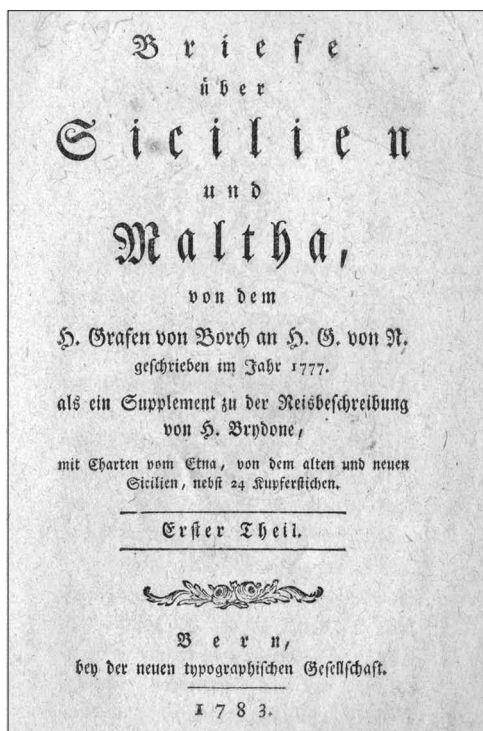 Briefe
über
Sicilien
und
Maltha,
von dem
H. Grafen von Borch an H. G. von N.
geschrieben im Jahr 1777.
als ein Supplement zu der Reisbeschreibung
von H. Brydone,
mit Charten vom Etna, von dem alten und neuen
Sicilien, nebst 24 Kupferstichen.
Erster Theil.
Bern,
bey der neuen typographischen Gesellschaft.
1783.